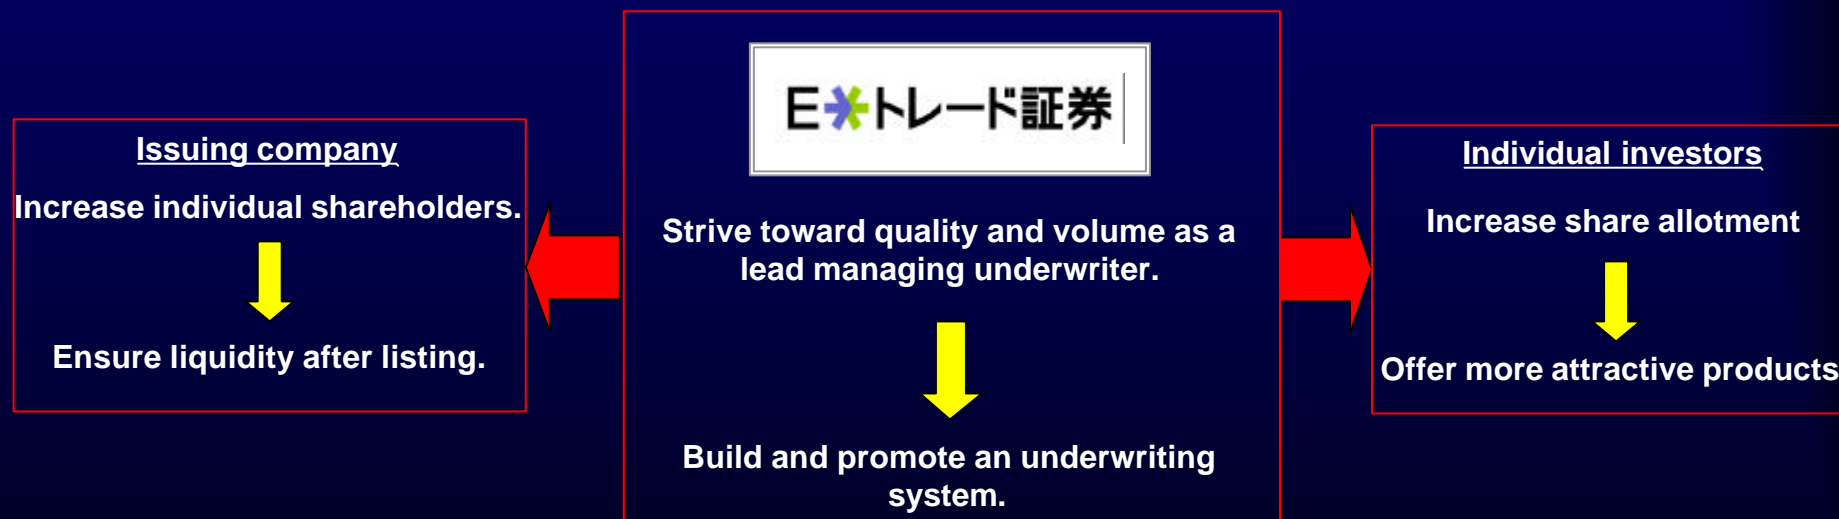 Issuing company
Increase individual shareholders.
Ensure liquidity after listing.
E*トレード証券
Strive toward quality and volume as a
lead managing underwriter.
Build and promote an underwriting
system.
Individual investors
Increase share allotment
Offer more attractive products